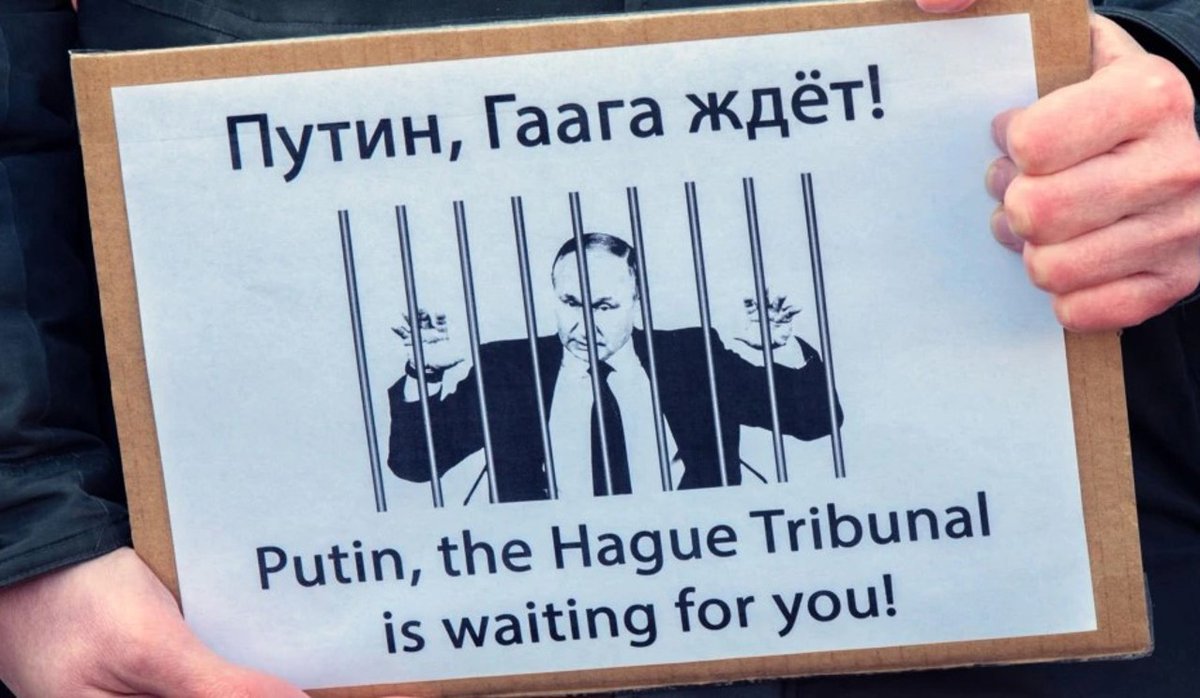 Путин, Гаага ждёт!
Putin, the Hague Tribunal
is waiting for you!